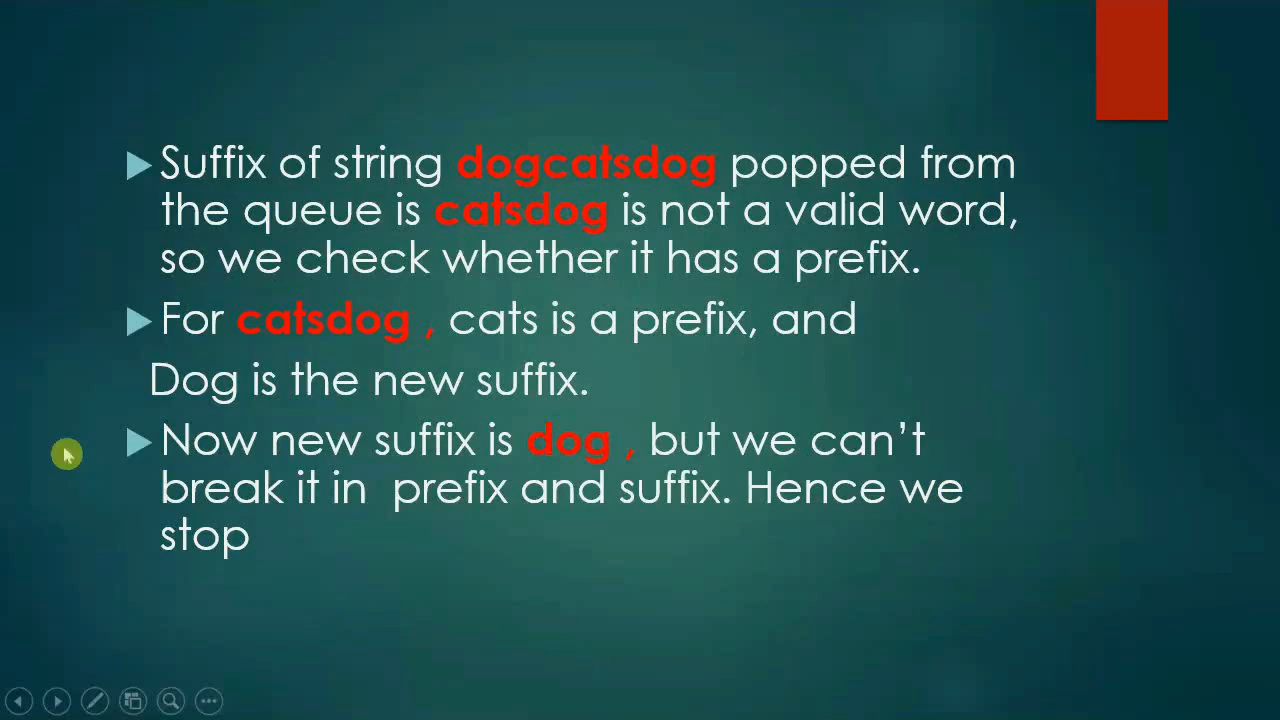 Suffix of string dogcatsdog popped from
the queue is catsdog is not a valid word,
so we check whether it has a prefix.
For catsdog , cats is a prefix, and
Dog is the new suffix.
Now new suffix is dog , but we can’t
break it in prefix and suffix. Hence we
stop